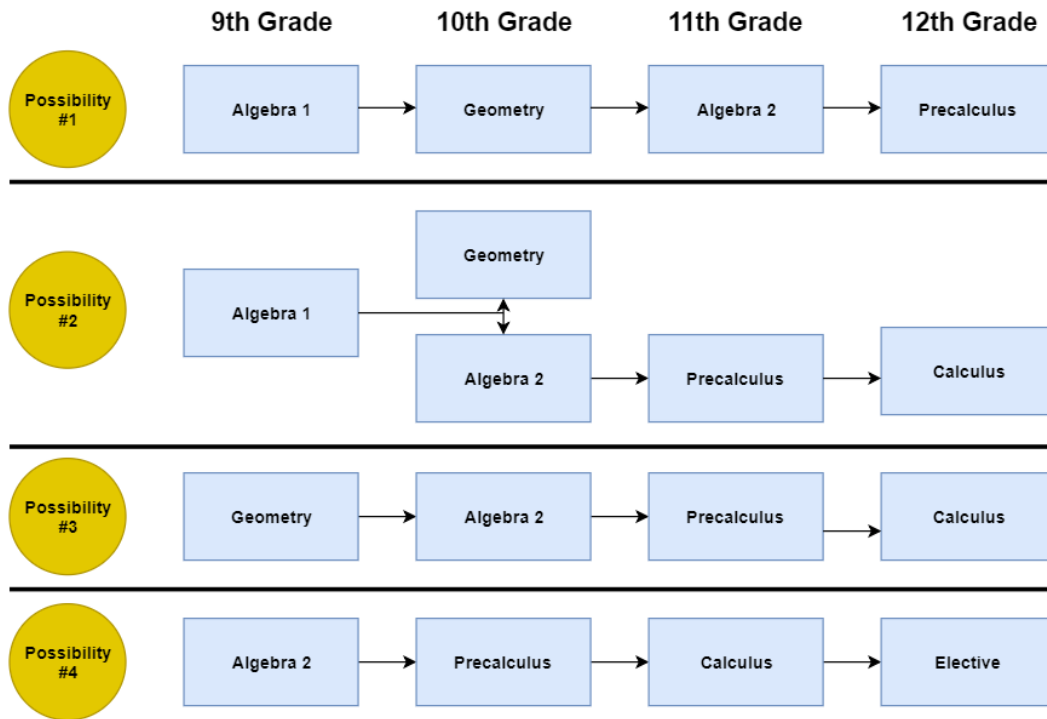 9th Grade 10th Grade 11th Grade 12th Grade
Possibility
#1
Algebra 1 Geometry Algebra 2 Precalculus
Possibility
#2
Geometry
Algebra 1
Algebra 2 Precalculus Calculus
Possibility
#3
Geometry Algebra 2 Precalculus Calculus
Possibility
#4
Algebra 2 Precalculus Calculus Elective